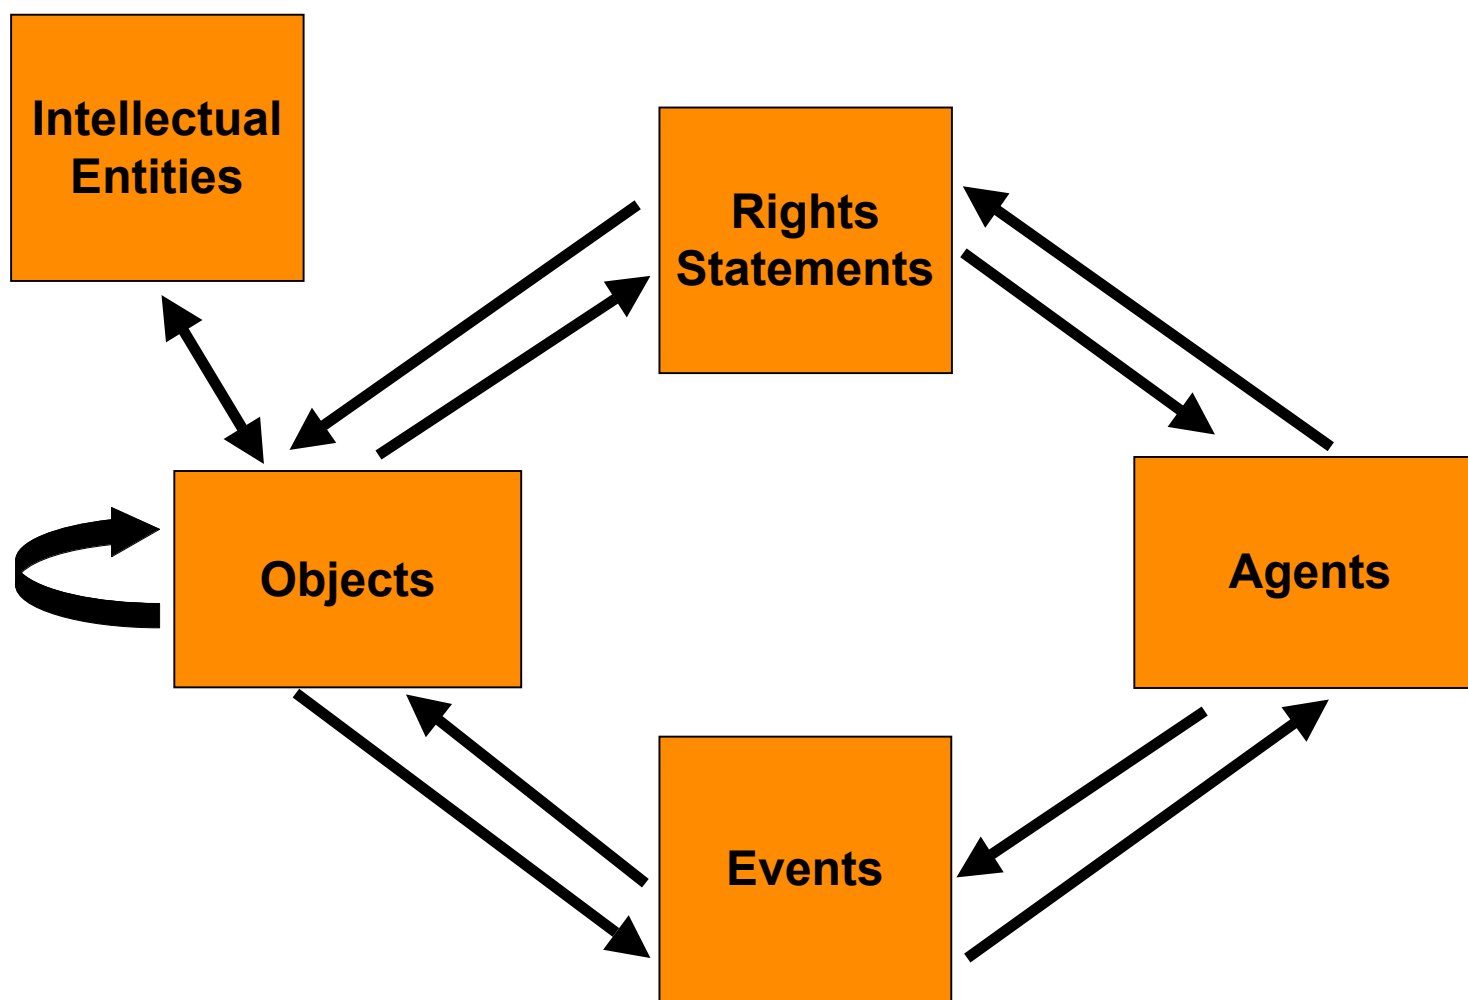 Intellectual
Entities
Rights
Statements
Objects
Agents
Events